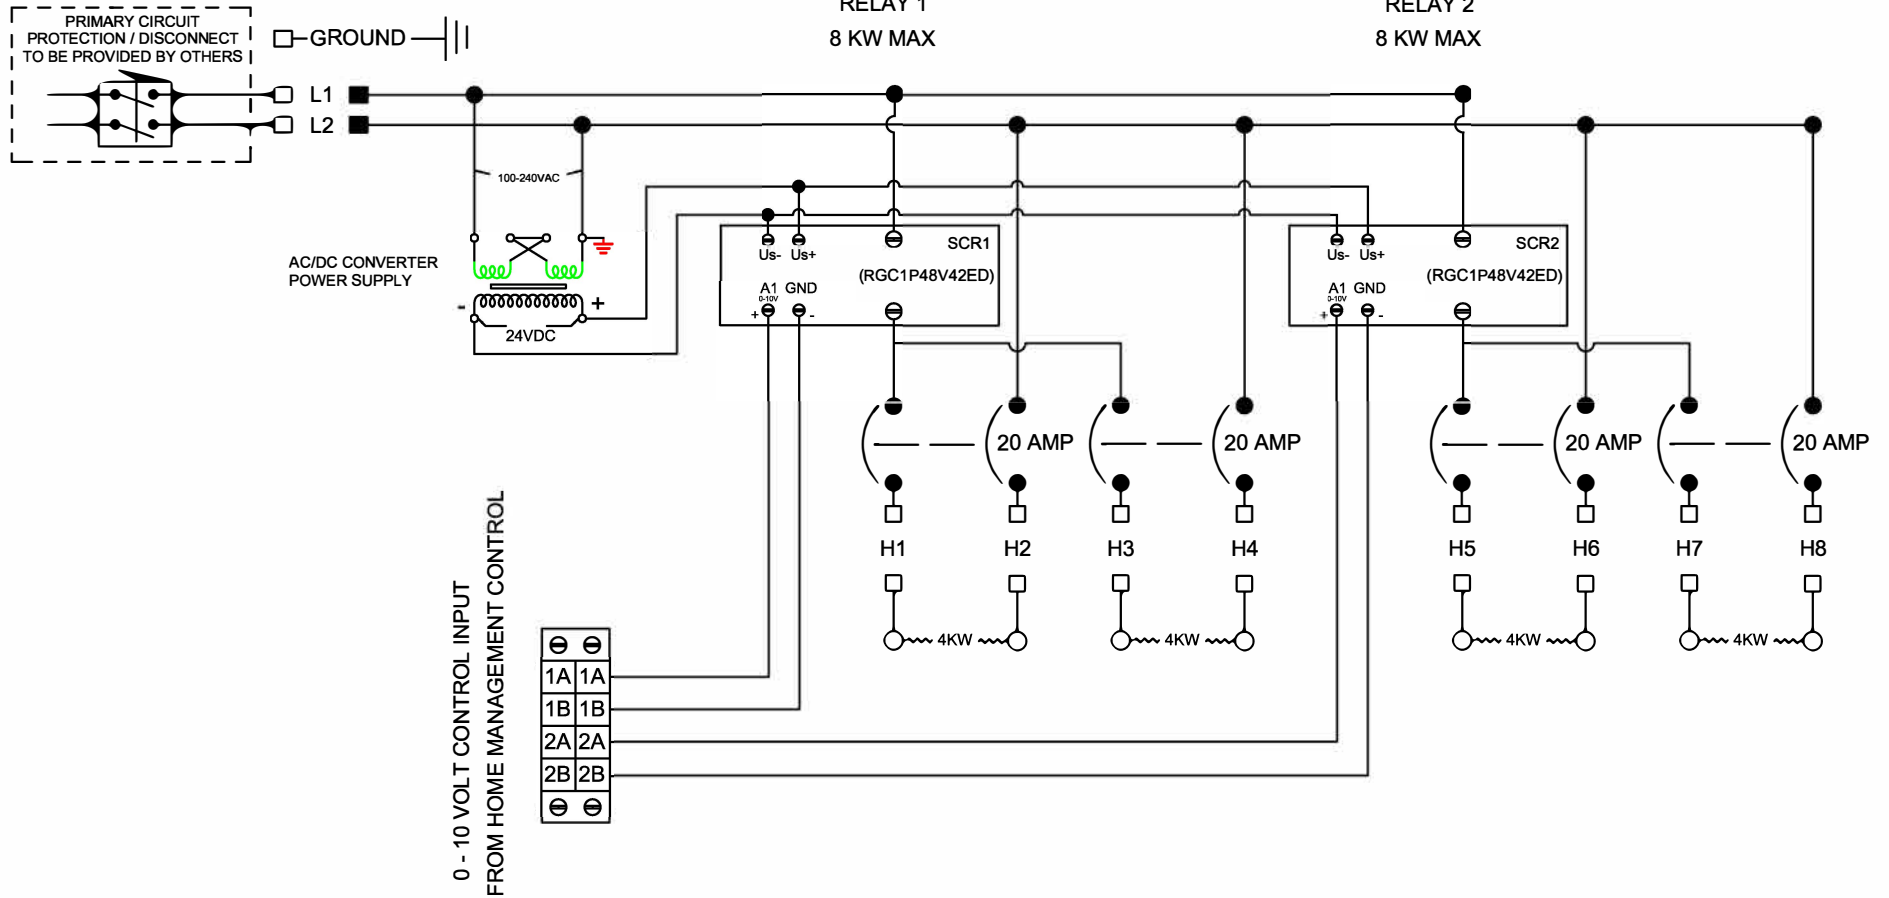 RELAY 1
RELAY 2
8 KW MAX
8 KW MAX
PRIMARY CIRCUIT
PROTECTION / DISCONNECT
TO BE PROVIDED BY OTHERS
GROUND
L1
L2
100-240VAC
AC/DC CONVERTER
POWER SUPPLY
-
+
24VDC
Us- Us+
SCR1
(RGC1P48V42ED)
A1 GND
0-10V
+ -
Us- Us+
SCR2
(RGC1P48V42ED)
A1 GND
0-10V
+ -
20 AMP
20 AMP
20 AMP
20 AMP
H1
H2
H3
H4
H5
H6
H7
H8
4KW
4KW
4KW
4KW
0 - 10 VOLT CONTROL INPUT
FROM HOME MANAGEMENT CONTROL
1A 1A
1B 1B
2A 2A
2B 2B